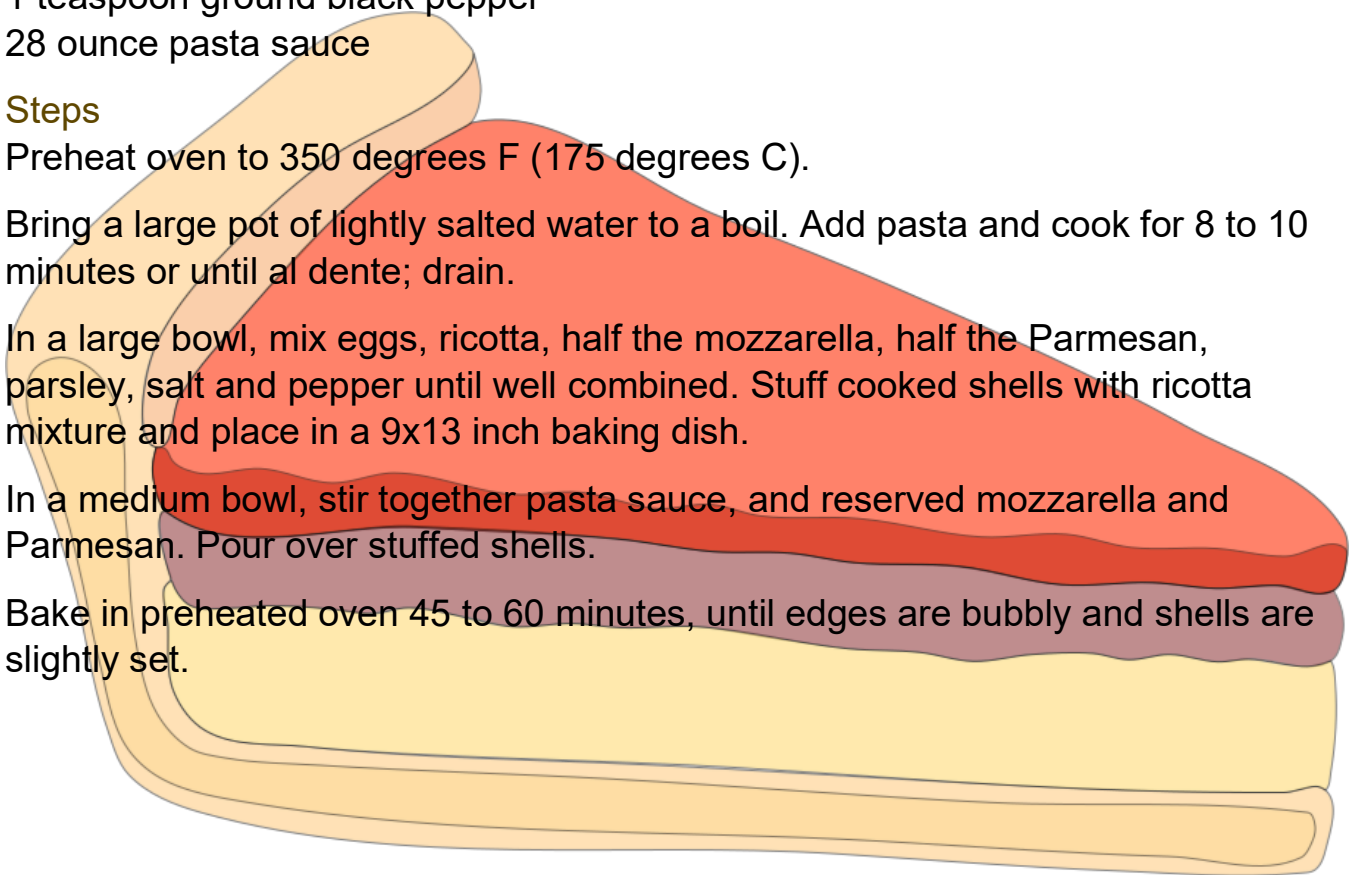 1 teaspoon ground black pepper
28 ounce pasta sauce
Steps
Preheat oven to 350 degrees F (175 degrees C).
Bring a large pot of lightly salted water to a boil. Add pasta and cook for 8 to 10
minutes or until al dente; drain.
In a large bowl, mix eggs, ricotta, half the mozzarella, half the Parmesan,
parsley, salt and pepper until well combined. Stuff cooked shells with ricotta
mixture and place in a 9x13 inch baking dish.
In a medium bowl, stir together pasta sauce, and reserved mozzarella and
Parmesan. Pour over stuffed shells.
Bake in preheated oven 45 to 60 minutes, until edges are bubbly and shells are
slightly set.